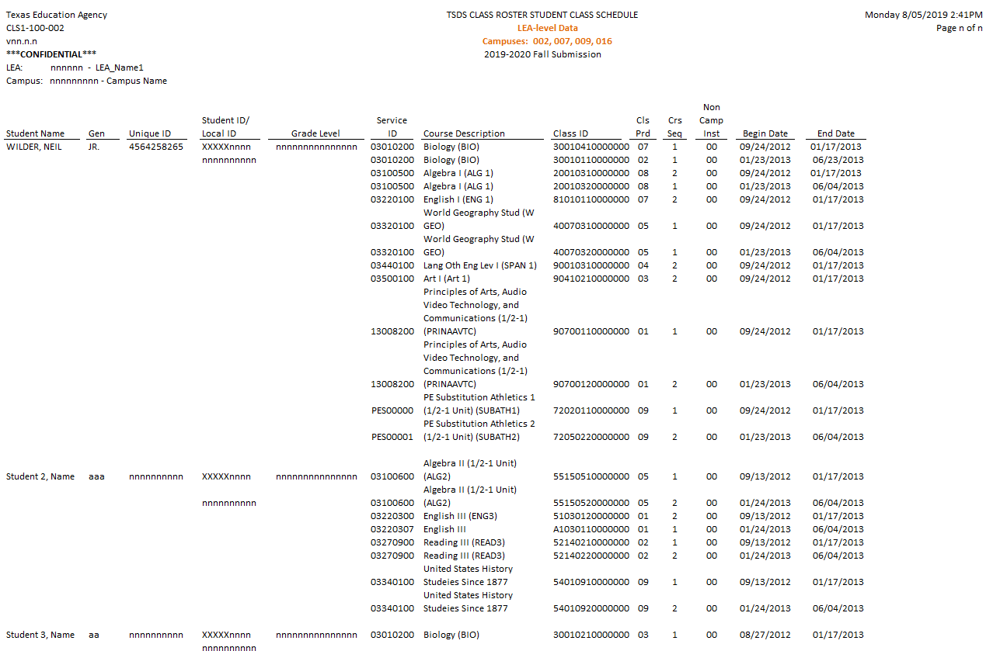 Texas Education Agency TSDS CLASS ROSTER STUDENT CLASS SCHEDULE Monday 8/05/2019 2:41PM
CLS1-100-002 LEA-level Data Page n of n
vnn.n.n Campuses: 002, 007, 009, 016
***CONFIDENTIAL*** 2019-2020 Fall Submission
LEA: nnnnnn - LEA_Name1
Campus: nnnnnnnnn - Campus Name
Non
Student ID/ Service Cls Crs Camp
Student Name Gen Unique ID Local ID Grade Level ID Course Description Class ID Prd Seq Inst Begin Date End Date
WILDER, NEIL JR. 4564258265 XXXXXnnnn nnnnnnnnnnnnnnn 03010200 Biology (BIO) 30010410000000 07 1 00 09/24/2012 01/17/2013
nnnnnnnnnn 03010200 Biology (BIO) 30010110000000 02 1 00 01/23/2013 06/23/2013
03100500 Algebra I (ALG 1) 20010310000000 08 2 00 09/24/2012 01/17/2013
03100500 Algebra I (ALG 1) 20010320000000 08 1 00 01/23/2013 06/04/2013
03220100 English I (ENG 1) 81010110000000 07 2 00 09/24/2012 01/17/2013
World Geography Stud (W
03320100 GEO) 40070310000000 05 1 00 09/24/2012 01/17/2013
World Geography Stud (W
03320100 GEO) 40070320000000 05 1 00 01/23/2013 06/04/2013
03440100 Lang Oth Eng Lev I (SPAN 1) 90010310000000 04 2 00 09/24/2012 01/17/2013
03500100 Art I (Art 1) 90410210000000 03 2 00 09/24/2012 01/17/2013
Principles of Arts, Audio
Video Technology, and
Communications (1/2-1)
13008200 (PRINAAVTC) 90700110000000 01 1 00 09/24/2012 01/17/2013
Principles of Arts, Audio
Video Technology, and
Communications (1/2-1)
13008200 (PRINAAVTC) 90700120000000 01 2 00 01/23/2013 06/04/2013
PE Substitution Athletics 1
PES00000 (1/2-1 Unit) (SUBATH1) 72020110000000 09 1 00 09/24/2012 01/17/2013
PE Substitution Athletics 2
PES00001 (1/2-1 Unit) (SUBATH2) 72050220000000 09 2 00 01/23/2013 06/04/2013
Algebra II (1/2-1 Unit)
Student 2, Name aaa nnnnnnnnnn XXXXXnnnn nnnnnnnnnnnnnnn 03100600 (ALG2) 55150510000000 05 1 00 09/13/2012 01/17/2013
Algebra II (1/2-1 Unit)
nnnnnnnnnn 03100600 (ALG2) 55150520000000 05 2 00 01/24/2013 06/04/2013
03220300 English III (ENG3) 51030120000000 01 2 00 09/13/2012 01/17/2013
03220307 English III A1030110000000 01 1 00 01/24/2013 06/04/2013
03270900 Reading III (READ3) 52140210000000 02 1 00 09/13/2012 01/17/2013
03270900 Reading III (READ3) 52140220000000 02 2 00 01/24/2013 06/04/2013
United States History
03340100 Studeies Since 1877 54010910000000 09 1 00 09/13/2012 01/17/2013
United States History
03340100 Studeies Since 1877 54010920000000 09 2 00 01/24/2013 06/04/2013
Student 3, Name aa nnnnnnnnnn XXXXXnnnn nnnnnnnnnnnnnnn 03010200 Biology (BIO) 30010210000000 03 1 00 08/27/2012 01/17/2013
nnnnnnnnnn